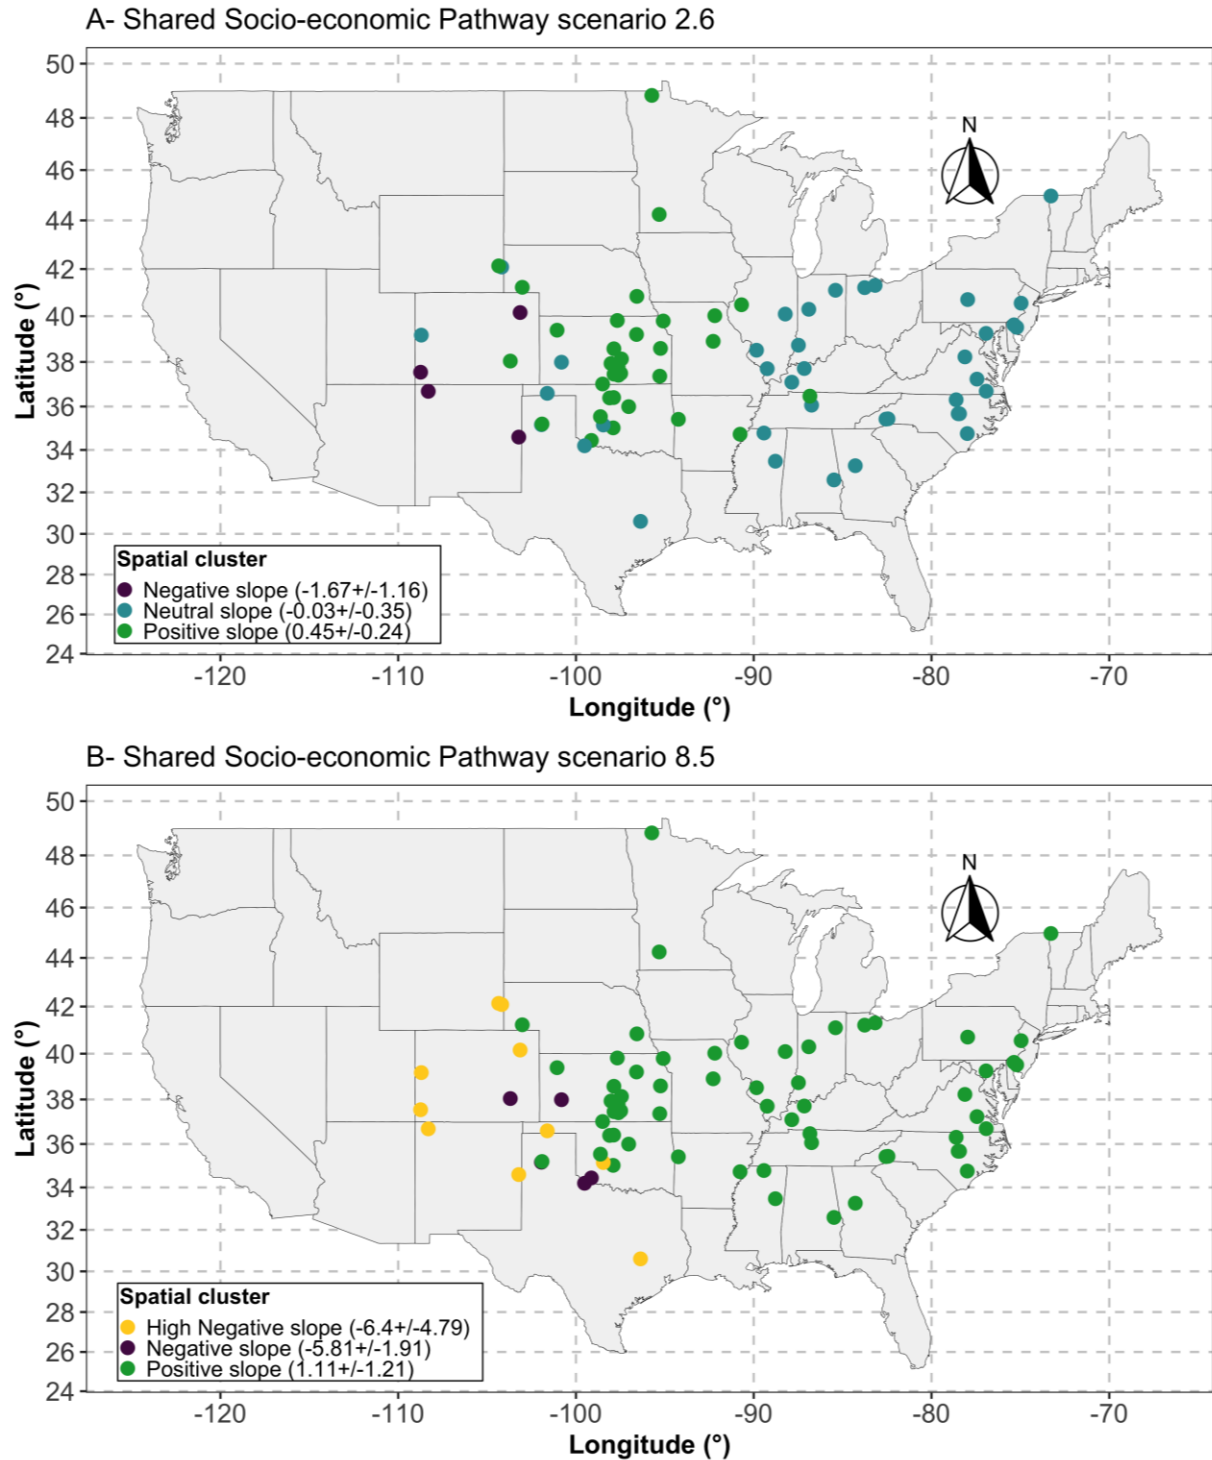 A- Shared Socio-economic Pathway scenario 2.6
50
48
46
44
42
40
38
36
34
32
30
28
26
24
Latitude (°)
N
Spatial cluster
Negative slope (-1.67+/-1.16)
Neutral slope (-0.03+/-0.35)
Positive slope (0.45+/-0.24)
-120 -110 -100 -90 -80 -70
Longitude (°)
B- Shared Socio-economic Pathway scenario 8.5
50
48
46
44
42
40
38
36
34
32
30
28
26
24
Latitude (°)
N
Spatial cluster
High Negative slope (-6.4+/-4.79)
Negative slope (-5.81+/-1.91)
Positive slope (1.11+/-1.21)
-120 -110 -100 -90 -80 -70
Longitude (°)